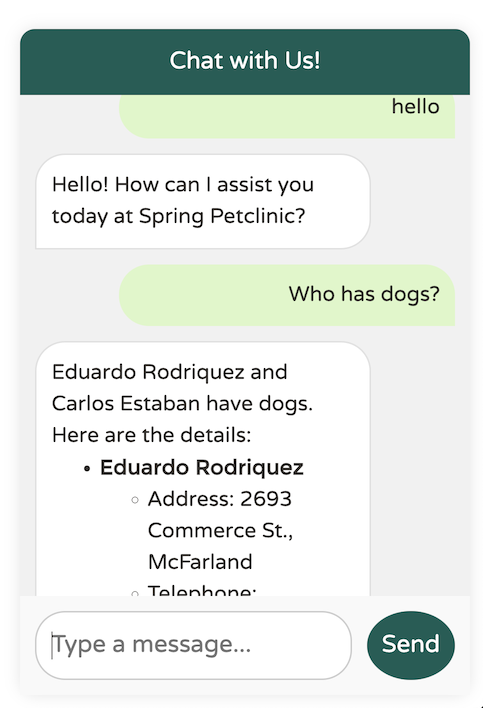 Chat with Us!
hello
Hello! How can I assist you
today at Spring Petclinic?
Who has dogs?
Eduardo Rodriquez and
Carlos Estaban have dogs.
Here are the details:
• Eduardo Rodriquez
○ Address: 2693
Commerce St.,
McFarland
○ Telephone:
Type a message...
Send